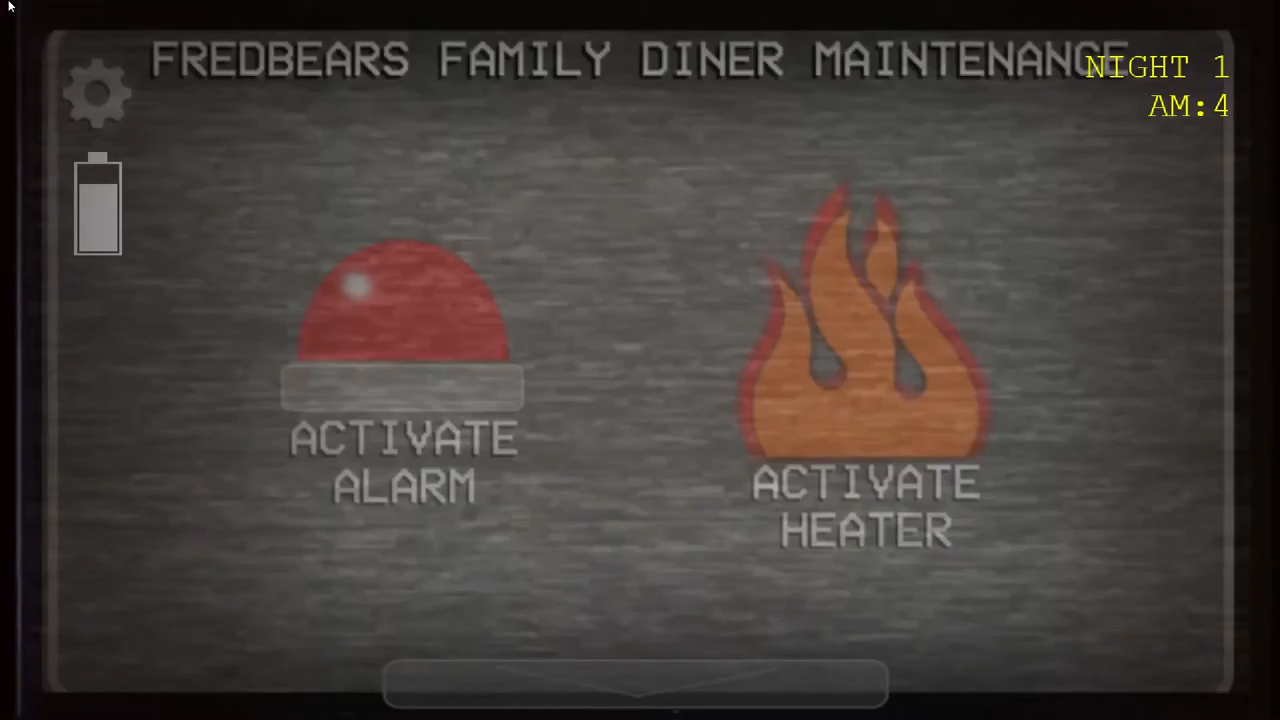 FREDBEARS FAMILY DINER MAINTENANCE
NIGHT 1
AM:4
ACTIVATE
ALARM
ACTIVATE
HEATER